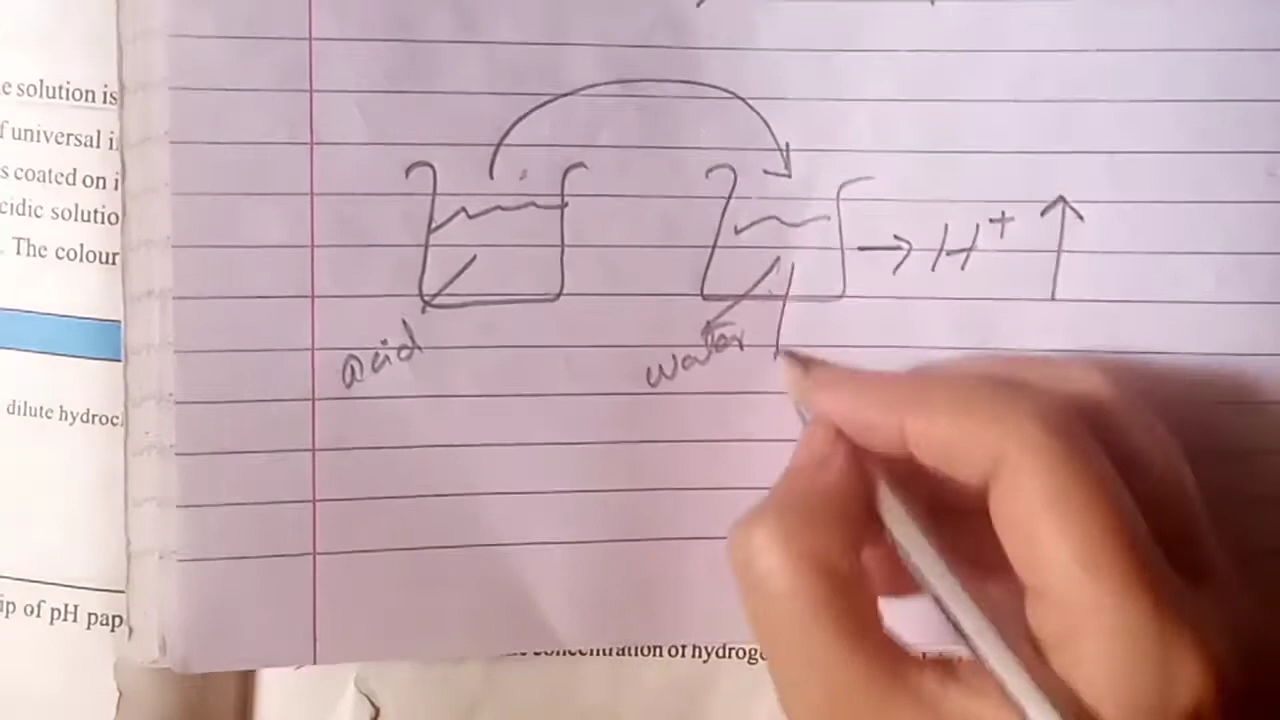 e solution is
f universal i
s coated on i
cidic solutio
. The colour
dilute hydroc
ip of pH pap
H+ ↑
acid
water
concentration of hydroge